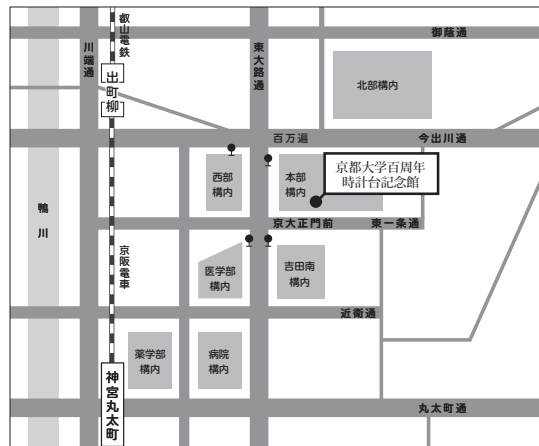 叡山電鉄
御蔭通
川端通
東大路通
出町柳
北部構内
百万遍
今出川通
西部
構内
本部
構内
京都大学百周年
時計台記念館
鴨川
京大正門前
東一条通
京阪電車
医学部
構内
吉田南
構内
近衛通
薬学部
構内
病院
構内
神宮丸太町
丸太町通